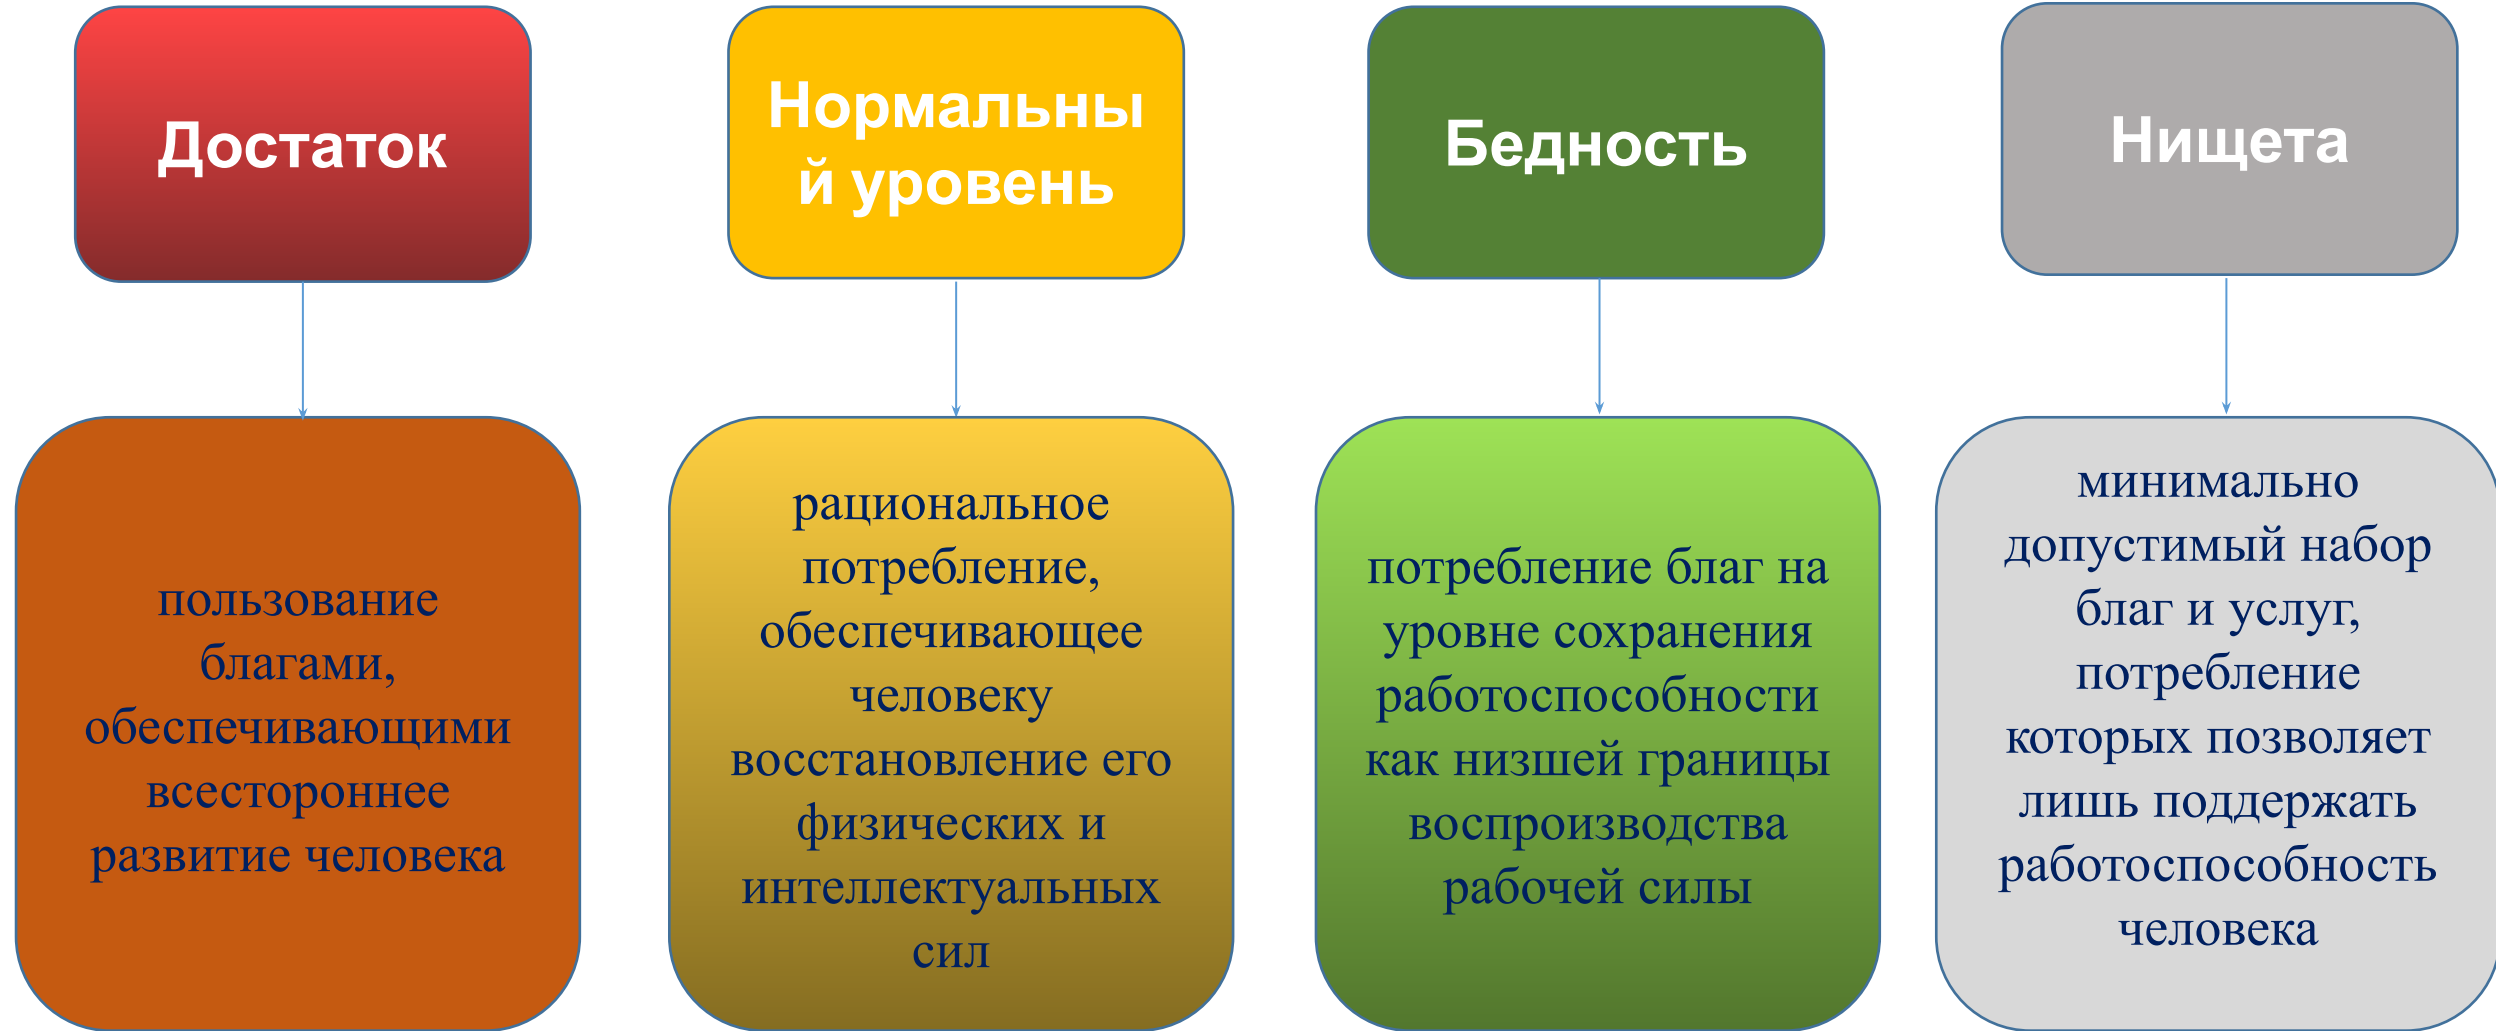 Достаток
Нормальны
й уровень
Бедность
Нищета
пользование
благами,
обеспечивающими
всестороннее
развитие человека
рациональное
потребление,
обеспечивающее
человеку
восстановление его
физических и
интеллектуальных
сил
потребление благ на
уровне сохранения
работоспособности
как низшей границы
воспроизводства
рабочей силы
минимально
допустимый набор
благ и услуг,
потребление
которых позволяет
лишь поддержать
работоспособность
человека